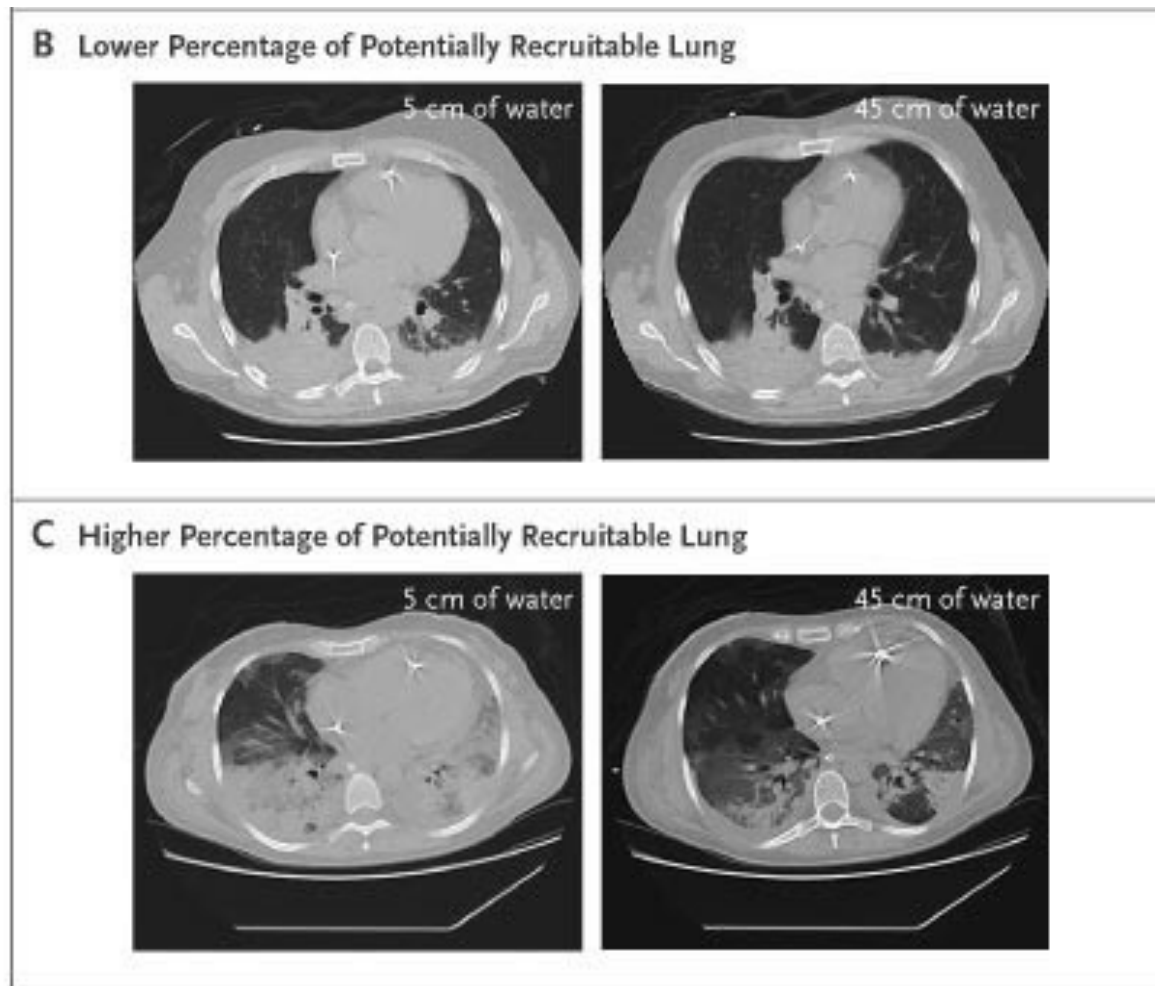 B Lower Percentage of Potentially Recruitable Lung
5 cm of water
45 cm of water
C Higher Percentage of Potentially Recruitable Lung
5 cm of water
45 cm of water